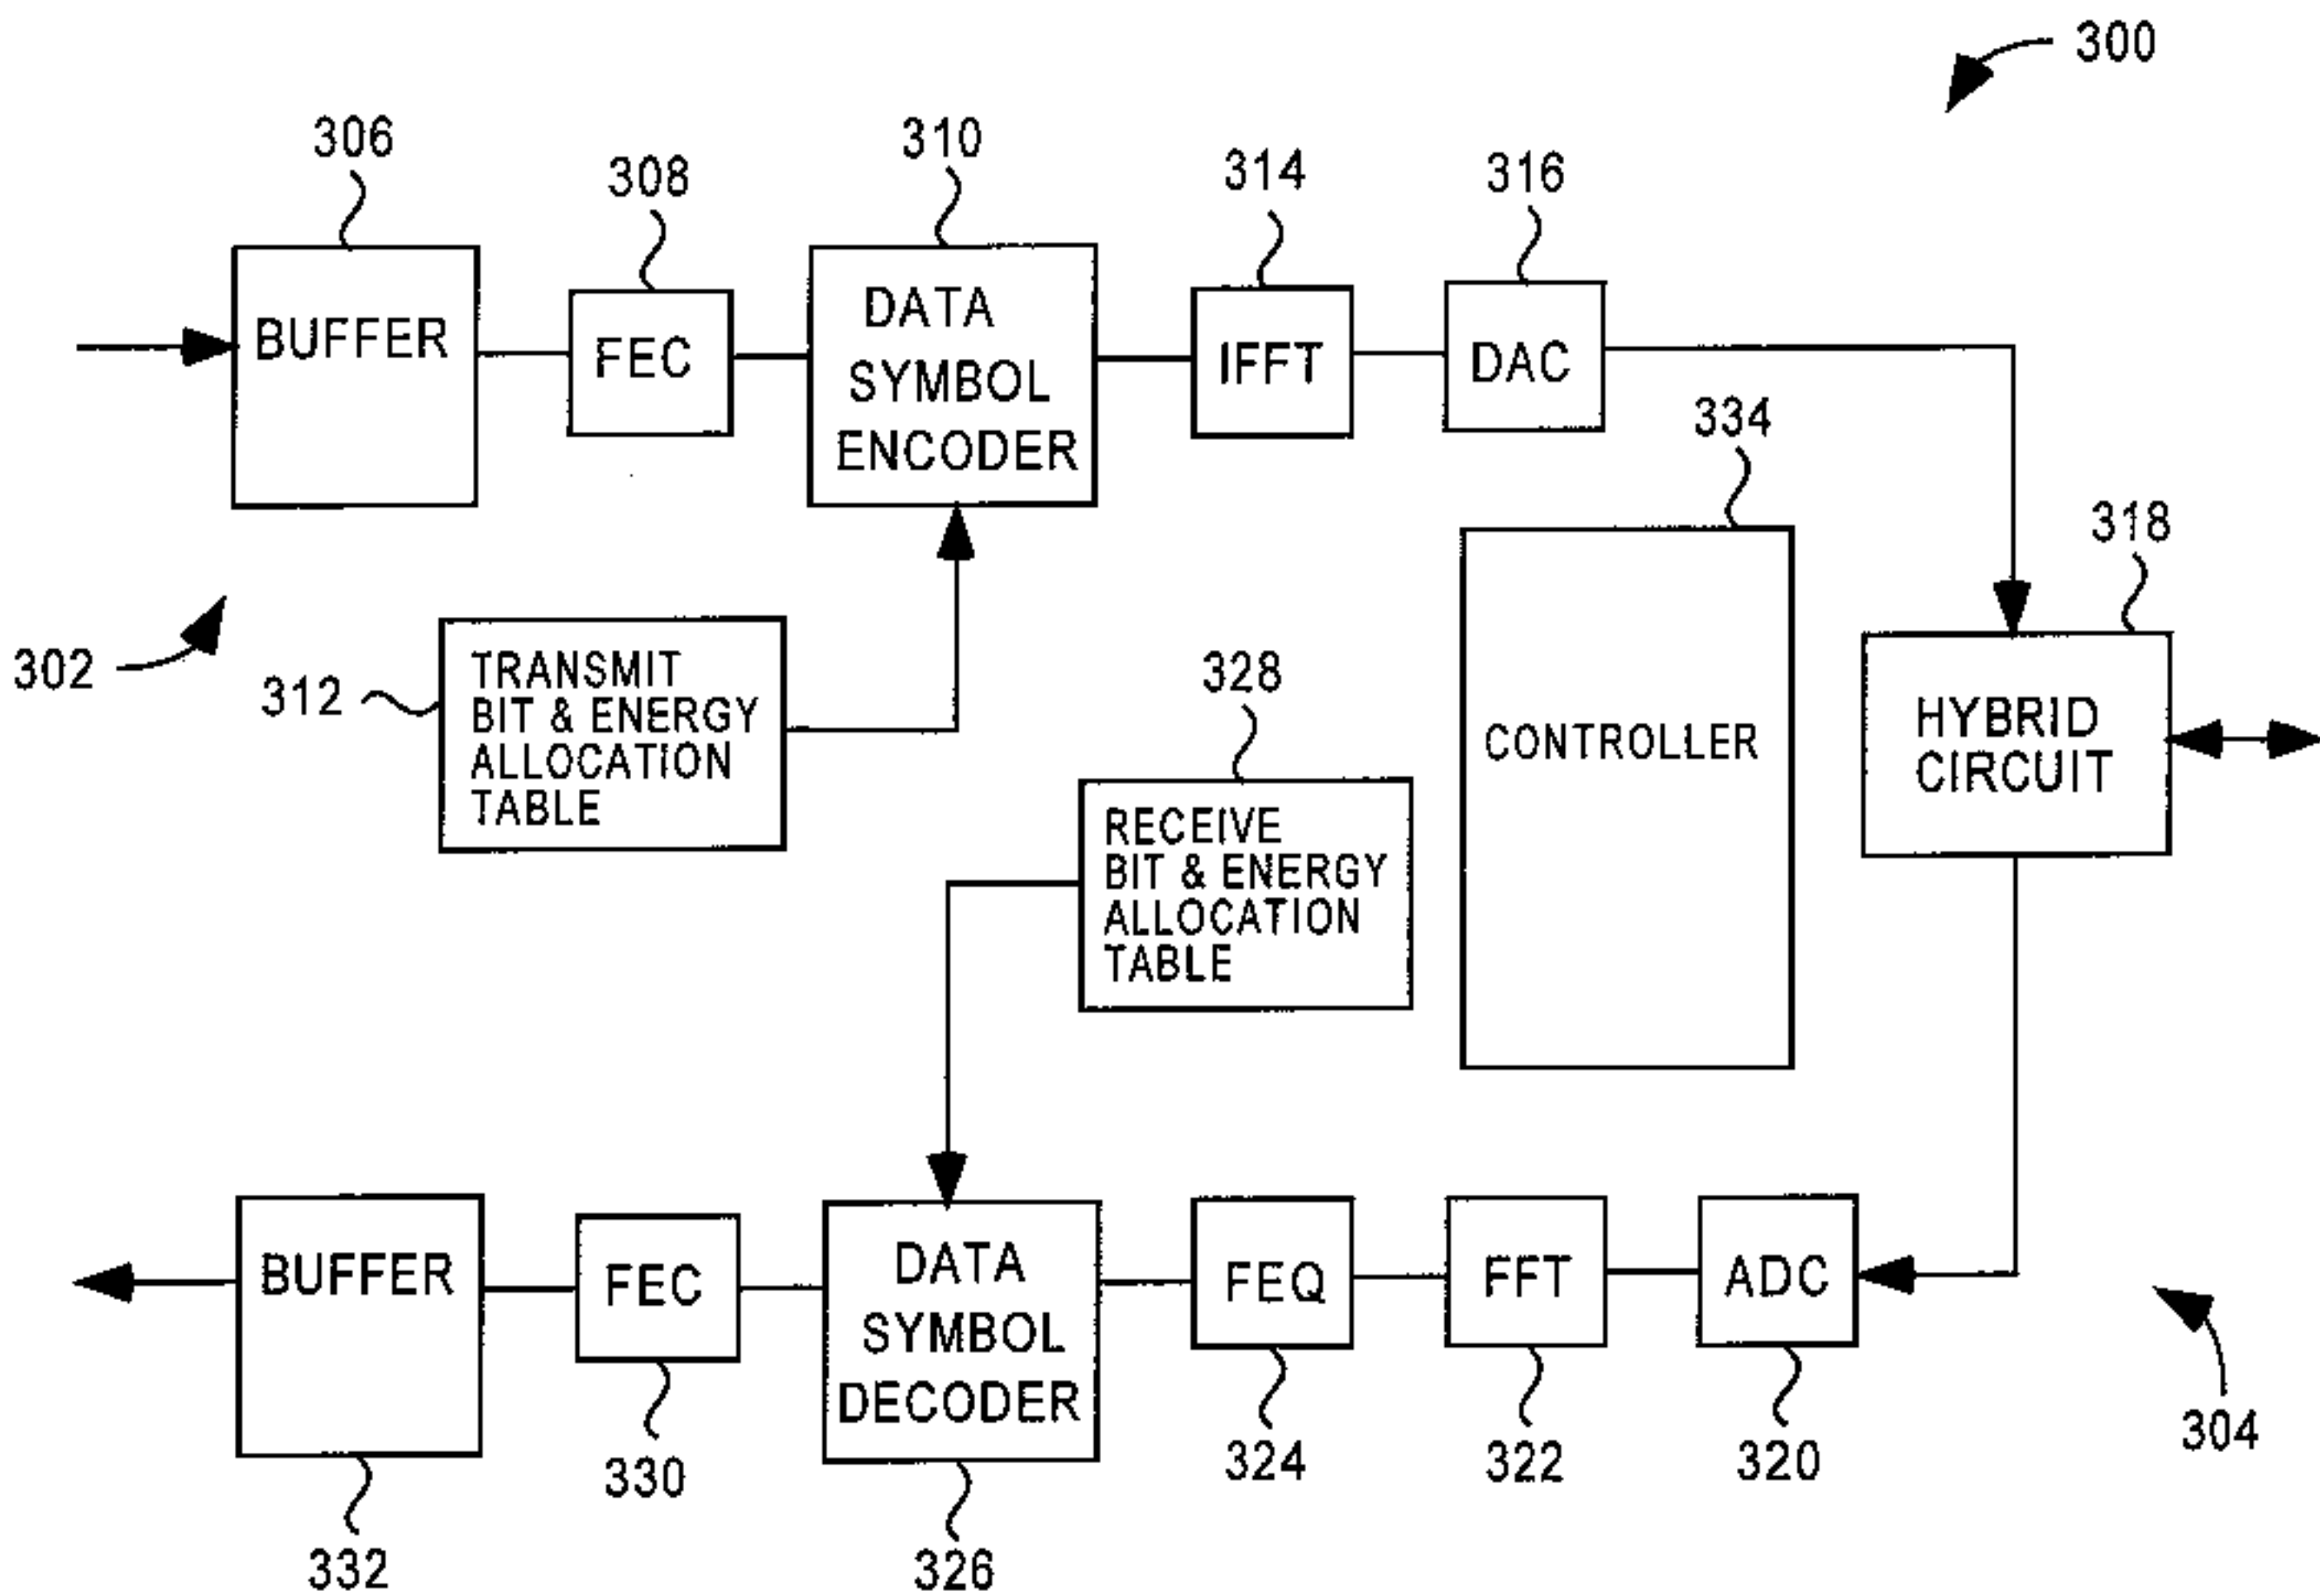 300
306
308
310
314
316
BUFFER
FEC
DATA
SYMBOL
ENCODER
IFFT
DAC
334
318
302
312
TRANSMIT
BIT & ENERGY
ALLOCATION
TABLE
328
RECEIVE
BIT & ENERGY
ALLOCATION
TABLE
CONTROLLER
HYBRID
CIRCUIT
BUFFER
FEC
DATA
SYMBOL
DECODER
FEQ
FFT
ADC
332
330
326
324
322
320
304